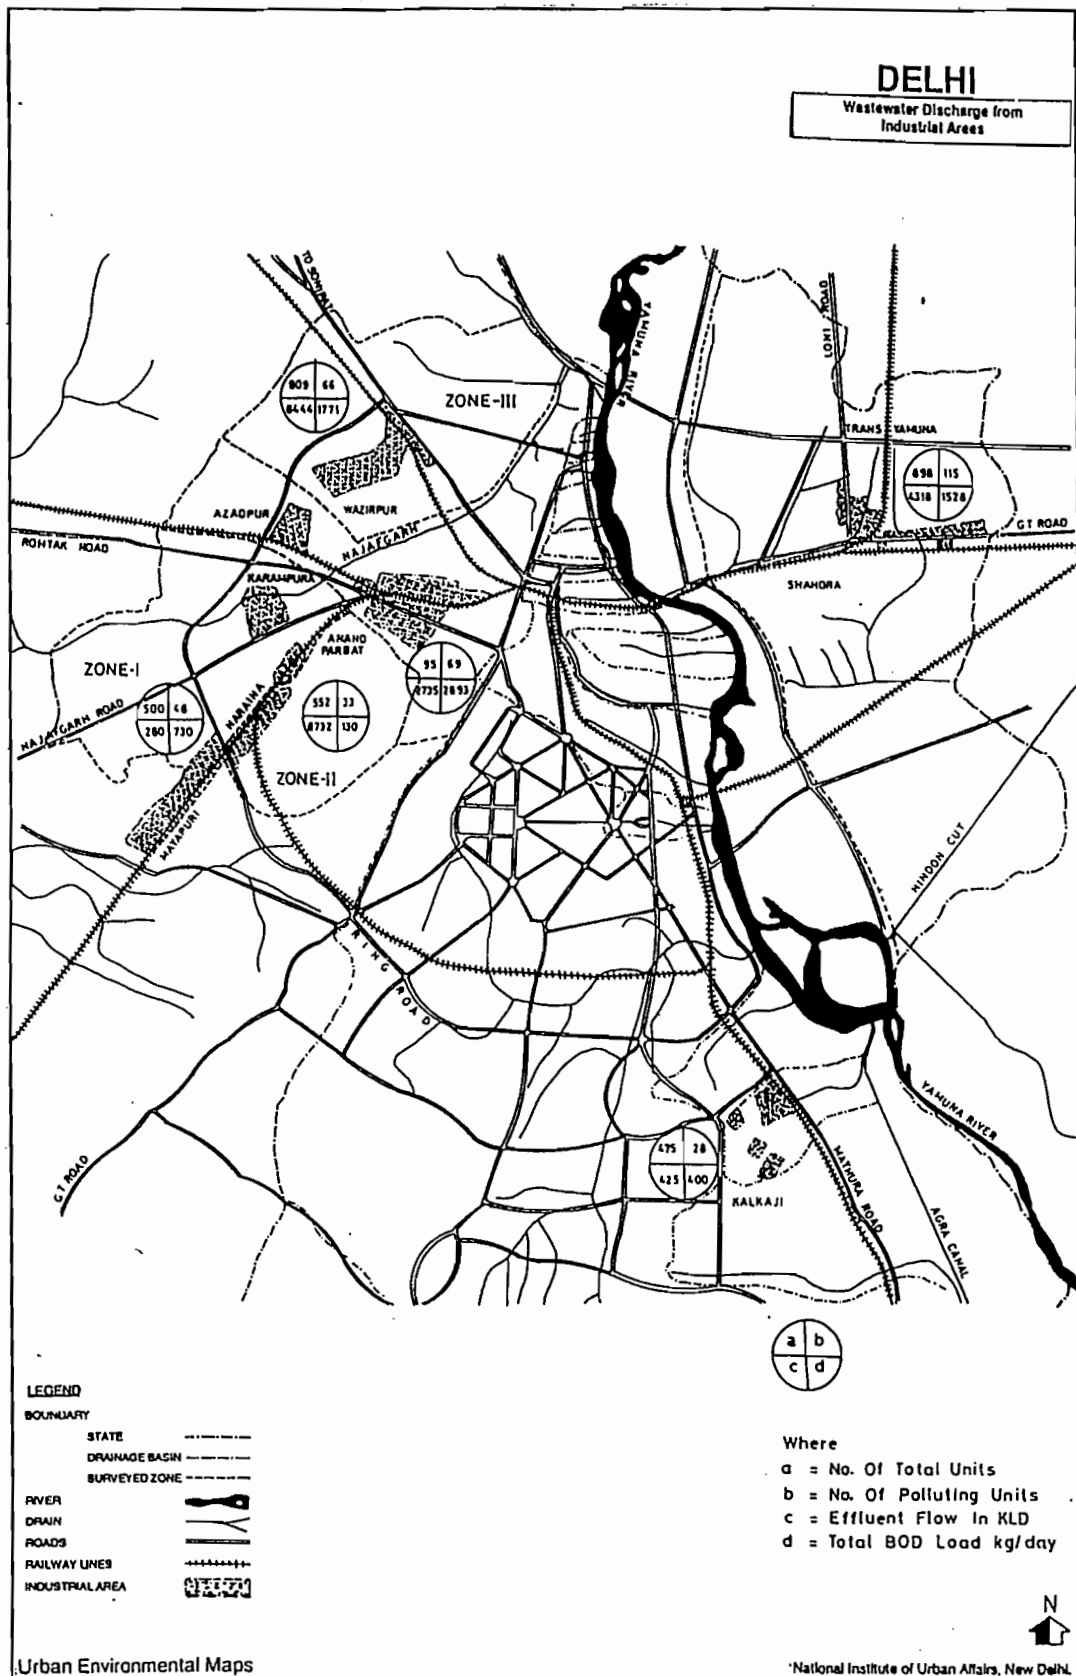 DELHI
Wastewater Discharge from
Industrial Areas
TO SONIPAT
YAMUNA RIVER
LONI ROAD
809 66
8444 1771
ZONE-III
TRANS YAMUNA
898 115
4318 1528
AZADPUR
WAZIRPUR
NAJAFGARH
GT ROAD
ROHTAK ROAD
KARAMPURA
SHAHDRA
ANAND
PARBAT
ZONE-I
95 69
2735 2893
NARAINA
552 33
8732 130
500 48
280 730
NAJAFGARH ROAD
ZONE-II
MAYAPURI
HINDON CUT
RING ROAD
YAMUNA RIVER
475 28
425 400
MATHURA ROAD
GT ROAD
KALKAJI
AGRA CANAL
a b
c d
LEGEND
BOUNDARY
STATE
DRAINAGE BASIN
SURVEYED ZONE
RIVER
DRAIN
ROADS
RAILWAY LINES
INDUSTRIAL AREA
Where
a = No. Of Total Units
b = No. Of Polluting Units
c = Effluent Flow In KLD
d = Total BOD Load kg/day
N
Urban Environmental Maps
National Institute of Urban Affairs, New Delhi.